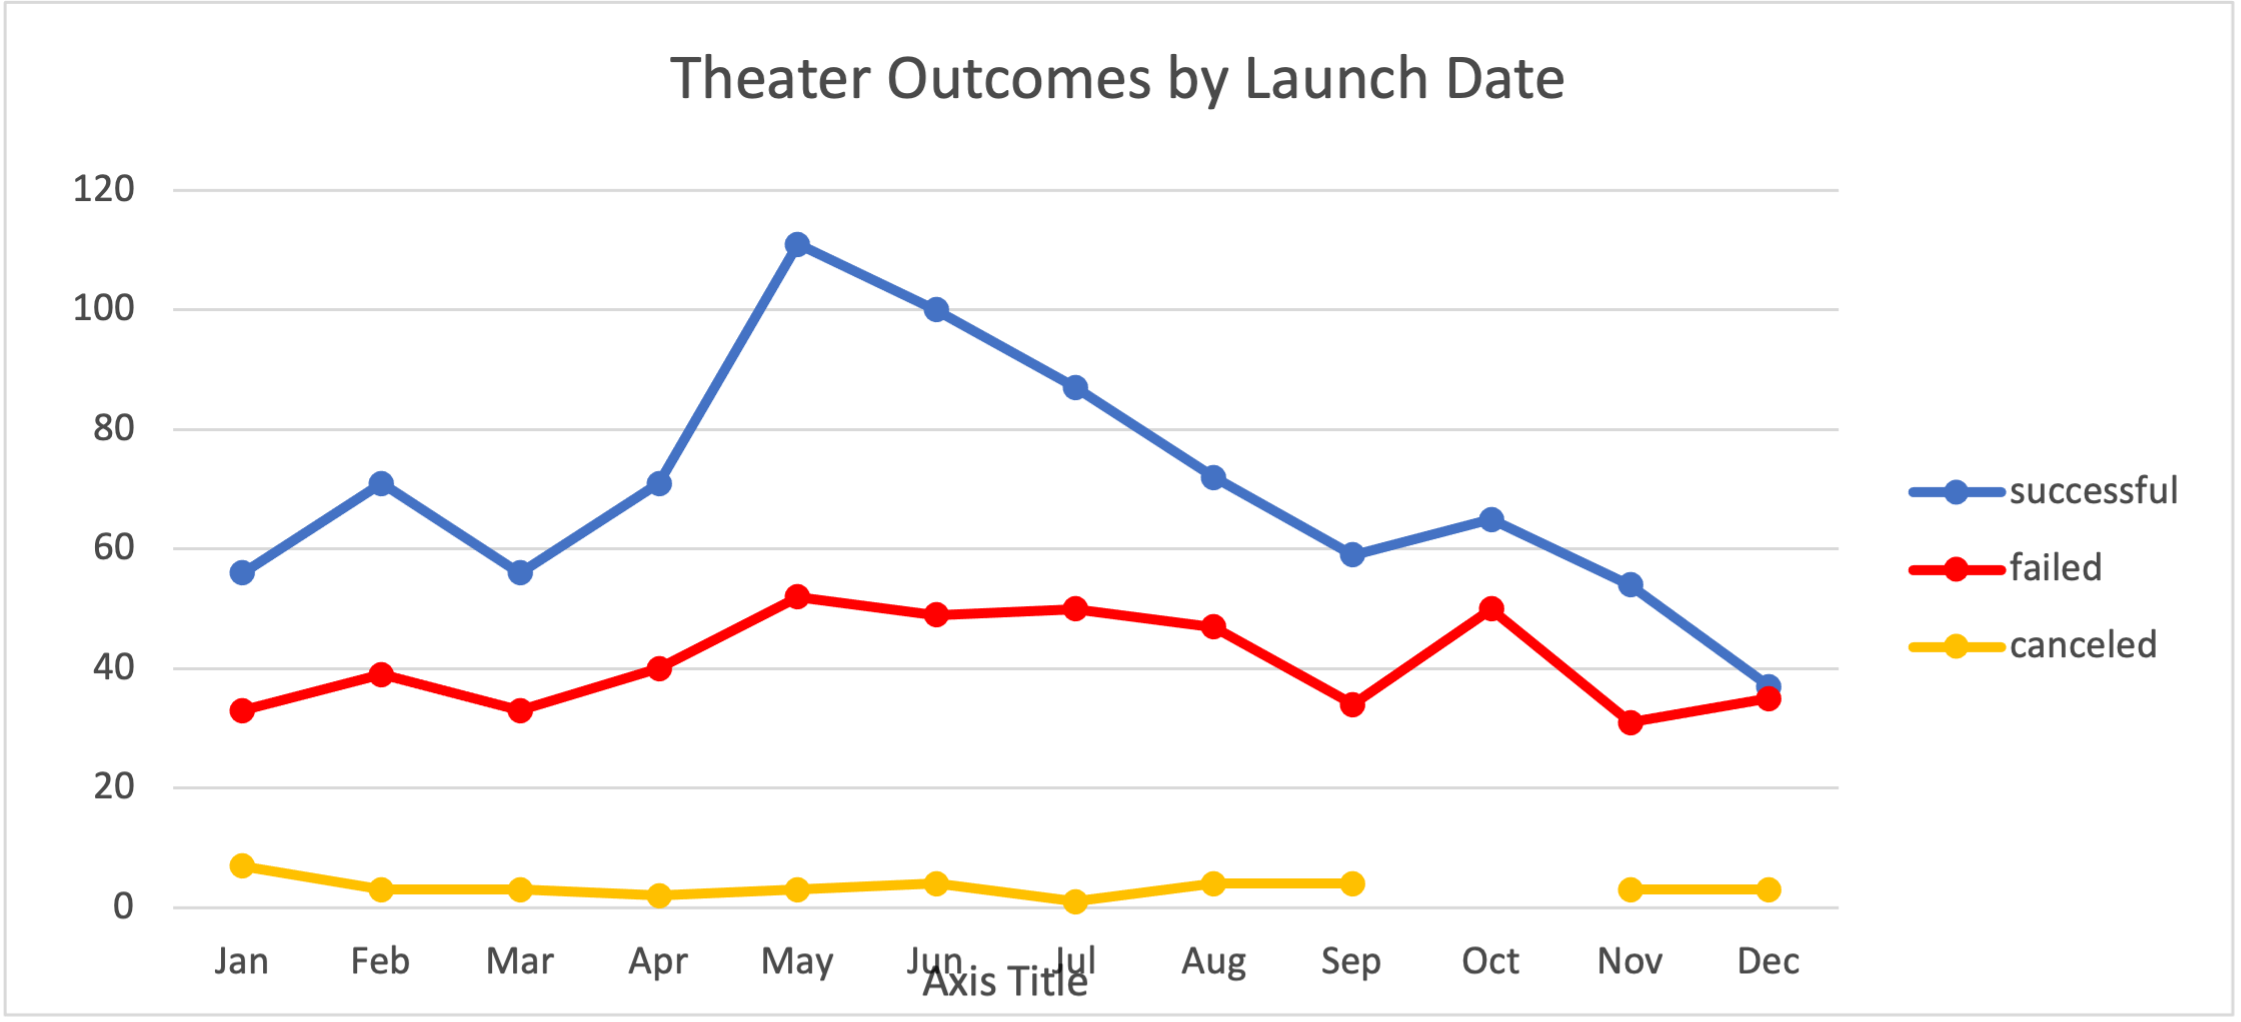 Theater Outcomes by Launch Date
120
100
80
60
40
20
0
Jan Feb Mar Apr May Jun Jul Aug Sep Oct Nov Dec
Axis Title
successful
failed
canceled